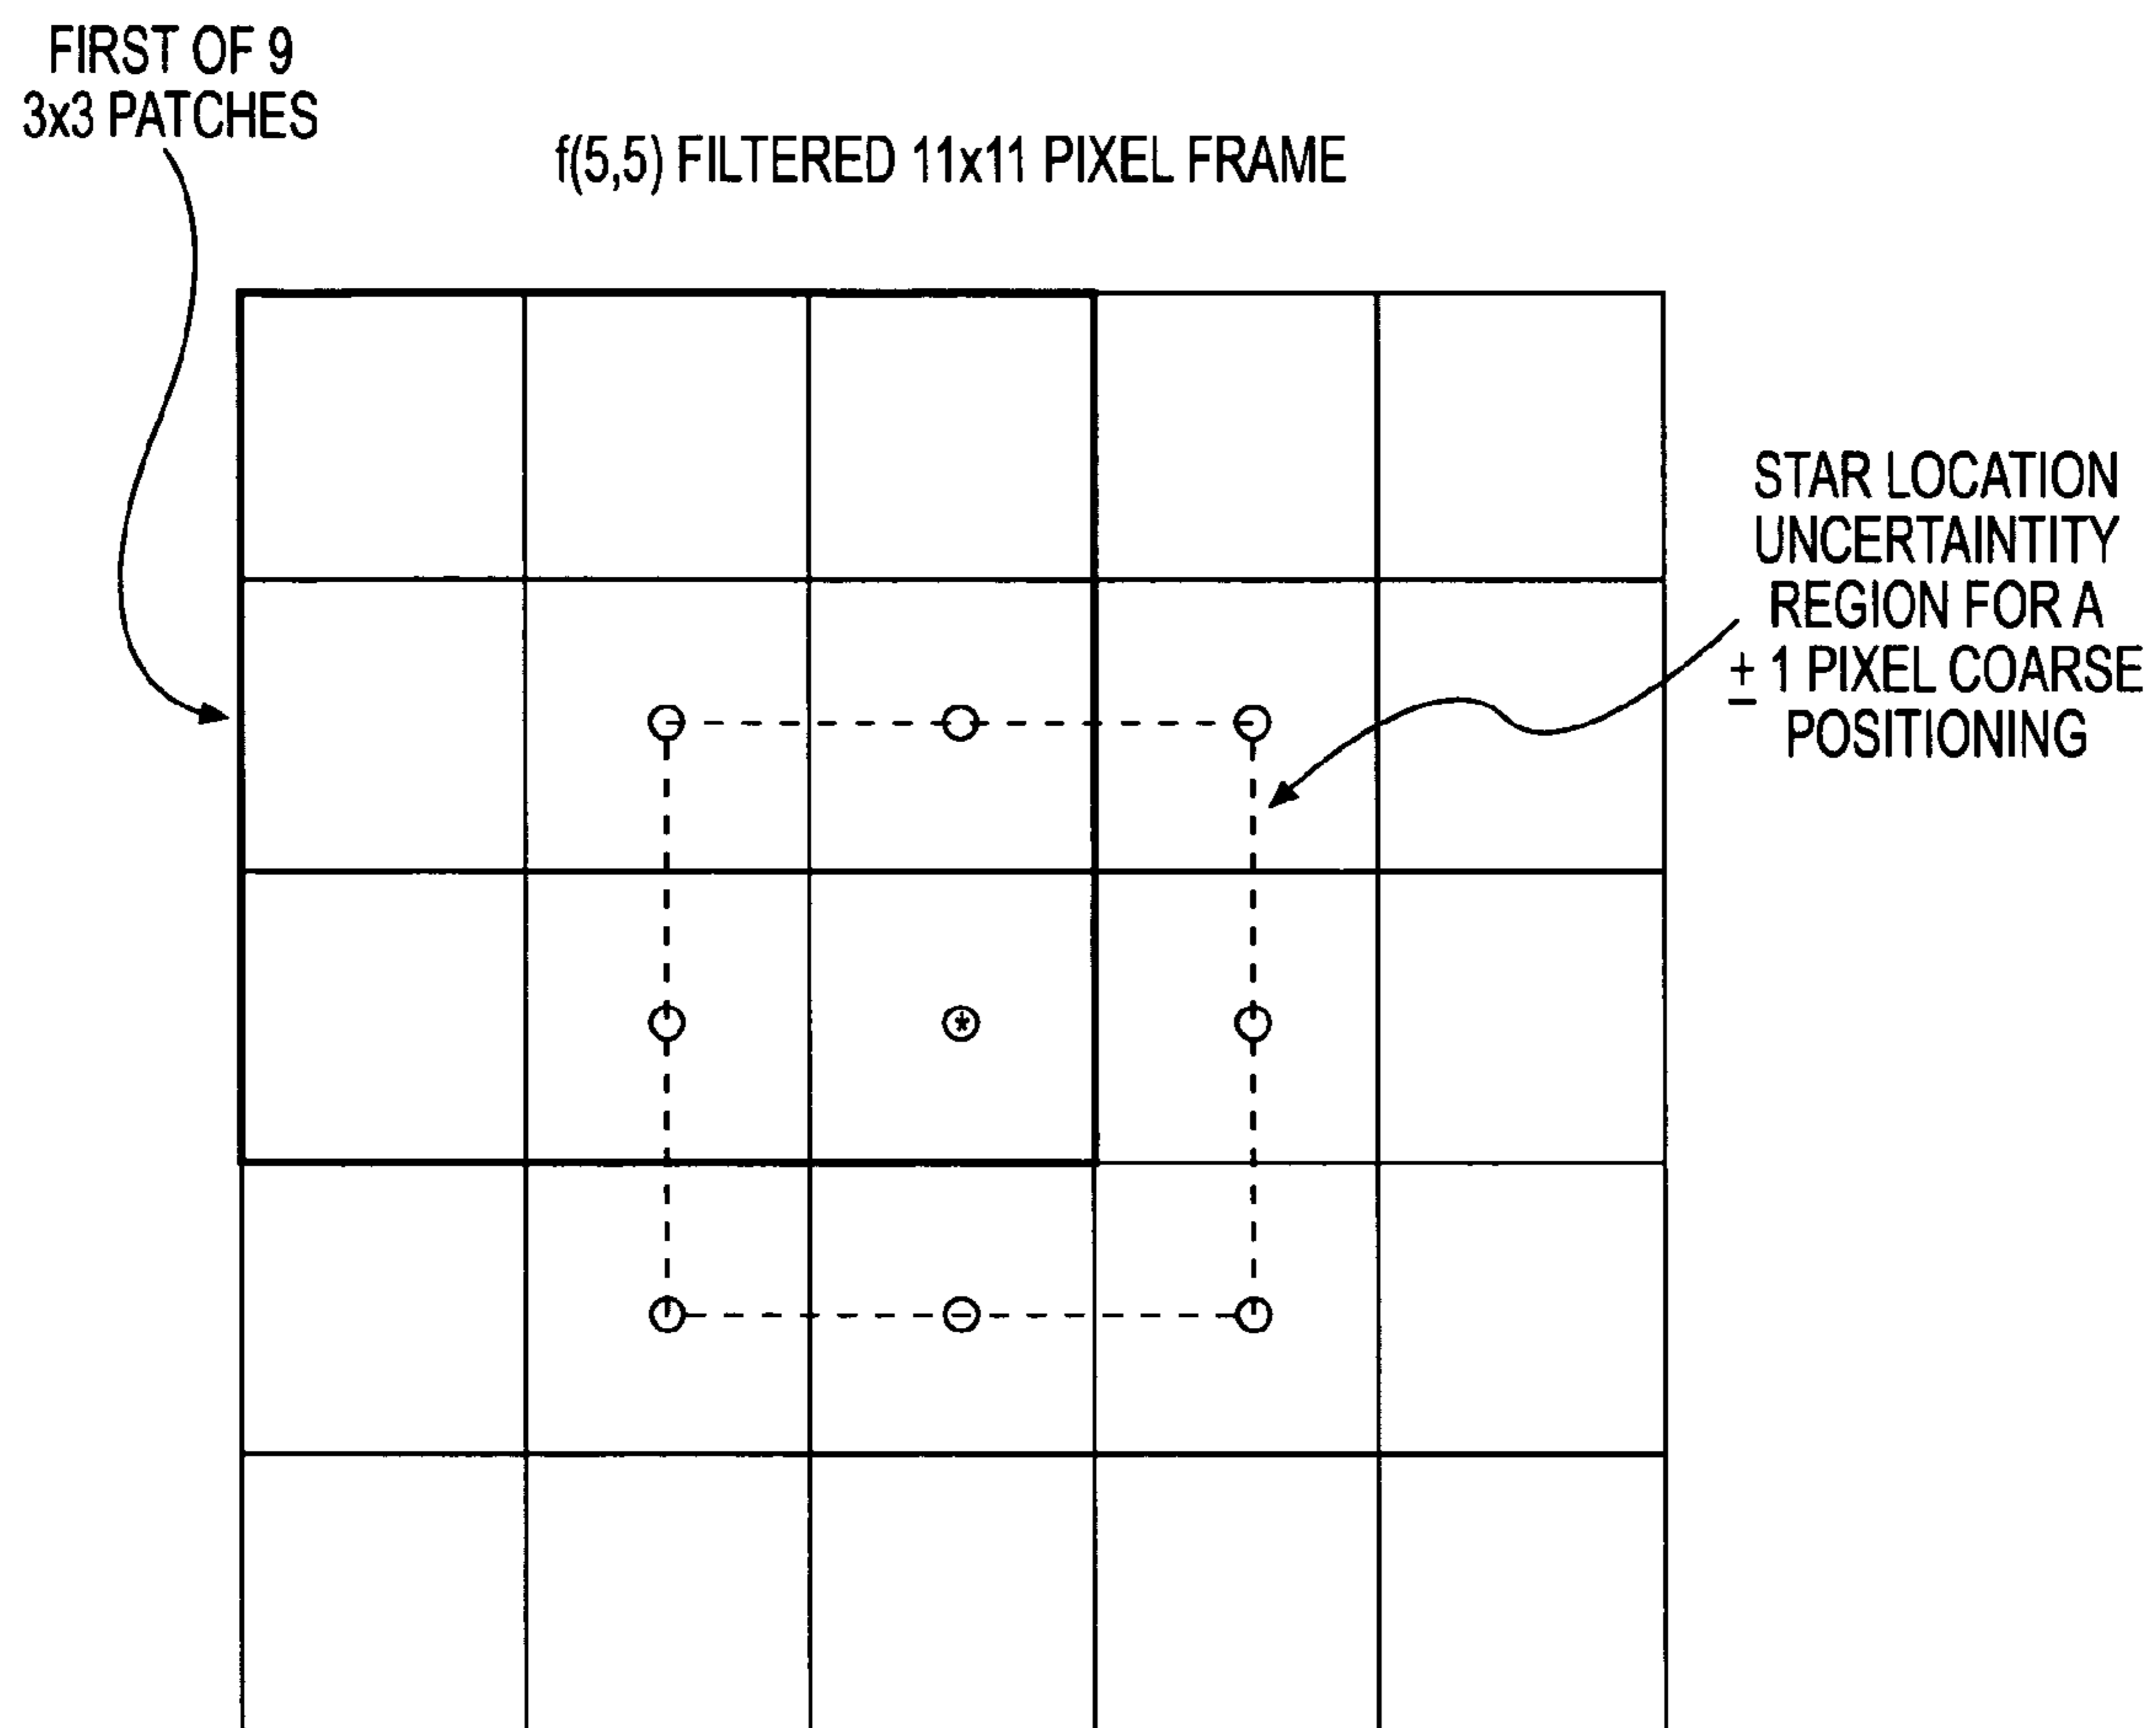 FIRST OF 9
3x3 PATCHES
f(5,5) FILTERED 11x11 PIXEL FRAME
STAR LOCATION
UNCERTAINTITY
REGION FOR A
± 1 PIXEL COARSE
POSITIONING
*